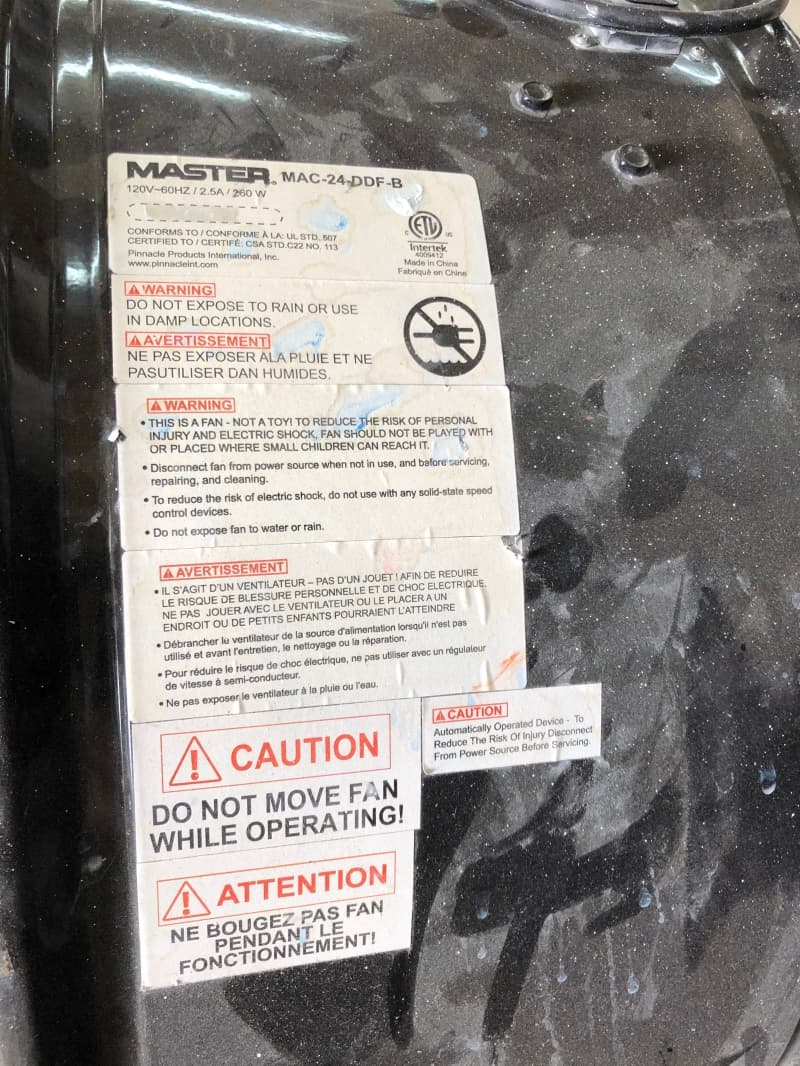 MASTER. MAC-24-DDF-B
120V~60HZ / 2.5A / 260 W
CONFORMS TO / CONFORME À LA: UL STD. 507
CERTIFIED TO / CERTIFÉ: CSA STD.C22 NO. 113
Pinnacle Products International, Inc.
www.pinnacleint.com
C ETL US
Intertek
4009412
Made in China
Fabriqué en Chine
WARNING
DO NOT EXPOSE TO RAIN OR USE
IN DAMP LOCATIONS.
AVERTISSEMENT
NE PAS EXPOSER ALA PLUIE ET NE
PASUTILISER DAN HUMIDES.
WARNING
• THIS IS A FAN - NOT A TOY! TO REDUCE THE RISK OF PERSONAL
INJURY AND ELECTRIC SHOCK, FAN SHOULD NOT BE PLAYED WITH
OR PLACED WHERE SMALL CHILDREN CAN REACH IT.
• Disconnect fan from power source when not in use, and before servicing,
repairing, and cleaning.
• To reduce the risk of electric shock, do not use with any solid-state speed
control devices.
• Do not expose fan to water or rain.
AVERTISSEMENT
• IL S'AGIT D'UN VENTILATEUR – PAS D'UN JOUET ! AFIN DE REDUIRE
LE RISQUE DE BLESSURE PERSONNELLE ET DE CHOC ELECTRIQUE,
NE PAS JOUER AVEC LE VENTILATEUR OU LE PLACER A UN
ENDROIT OU DE PETITS ENFANTS POURRAIENT L'ATTEINDRE
• Débrancher le ventilateur de la source d'alimentation lorsqu'il n'est pas
utilisé et avant l'entretien, le nettoyage ou la réparation.
• Pour réduire le risque de choc électrique, ne pas utiliser avec un régulateur
de vitesse à semi-conducteur.
• Ne pas exposer le ventilateur à la pluie ou l'eau.
CAUTION
Automatically Operated Device - To
Reduce The Risk Of Injury Disconnect
From Power Source Before Servicing.
CAUTION
DO NOT MOVE FAN
WHILE OPERATING!
ATTENTION
NE BOUGEZ PAS FAN
PENDANT LE
FONCTIONNEMENT!